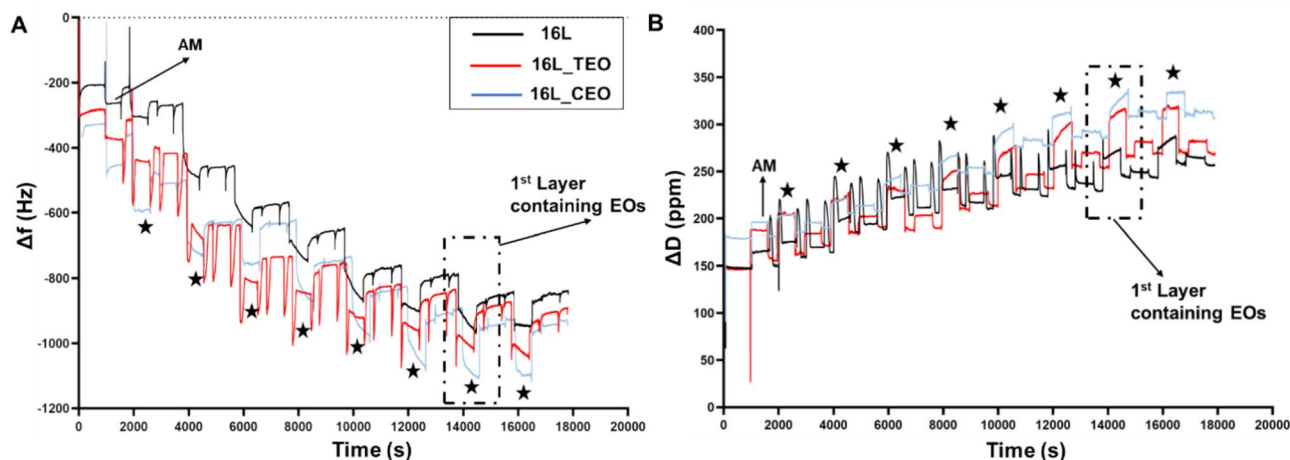 A
0
-200
-400
-600
-800
-1000
-1200
Δf (Hz)
0
2000
4000
6000
8000
10000
12000
14000
16000
18000
20000
Time (s)
AM
16L
16L_TEO
16L_CEO
1st Layer
containing EOs
B
400
350
300
250
200
150
100
50
0
ΔD (ppm)
0
2000
4000
6000
8000
10000
12000
14000
16000
18000
20000
Time (s)
AM
1st Layer
containing EOs